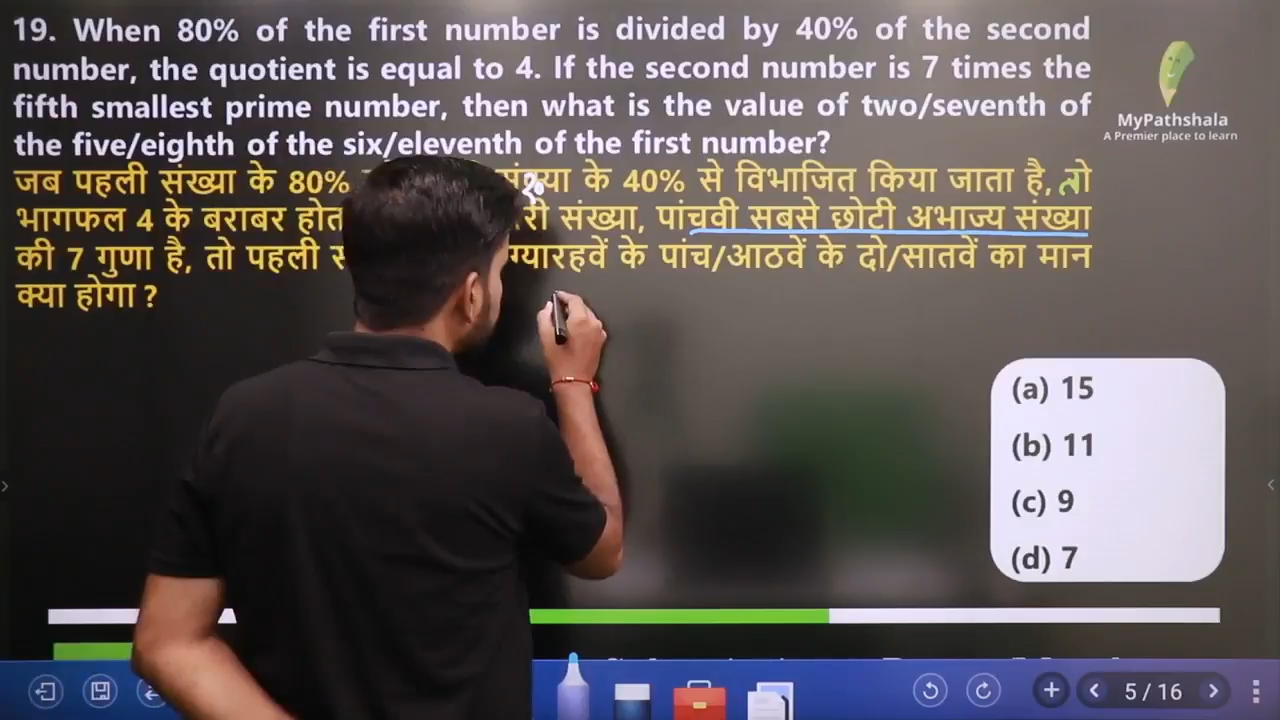 19. When 80% of the first number is divided by 40% of the second
number, the quotient is equal to 4. If the second number is 7 times the
fifth smallest prime number, then what is the value of two/seventh of
the five/eighth of the six/eleventh of the first number?
MyPathshala
A Premier place to learn
जब पहली संख्या के 80% के 40% से विभाजित किया जाता है, तो
भागफल 4 के बराबर संख्या, पांचवी सबसे छोटी अभाज्य संख्या
की 7 गुणा है, तो पहली के पांच/आठवें के दो/सातवें का मान
क्या होगा ?
(a) 15
(b) 11
(c) 9
(d) 7
5 / 16